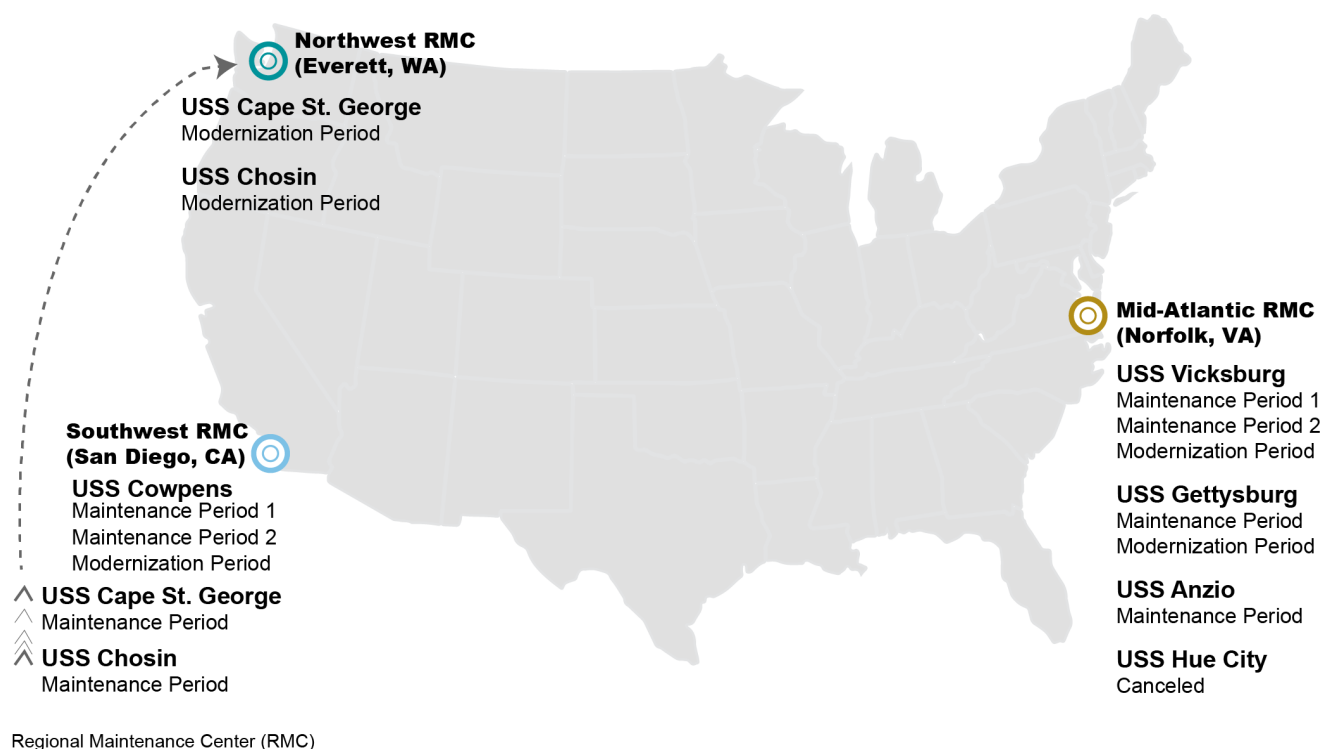 Northwest RMC
(Everett, WA)
USS Cape St. George
Modernization Period
USS Chosin
Modernization Period
Southwest RMC
(San Diego, CA)
USS Cowpens
Maintenance Period 1
Maintenance Period 2
Modernization Period
USS Cape St. George
Maintenance Period
USS Chosin
Maintenance Period
Mid-Atlantic RMC
(Norfolk, VA)
USS Vicksburg
Maintenance Period 1
Maintenance Period 2
Modernization Period
USS Gettysburg
Maintenance Period
Modernization Period
USS Anzio
Maintenance Period
USS Hue City
Canceled
Regional Maintenance Center (RMC)